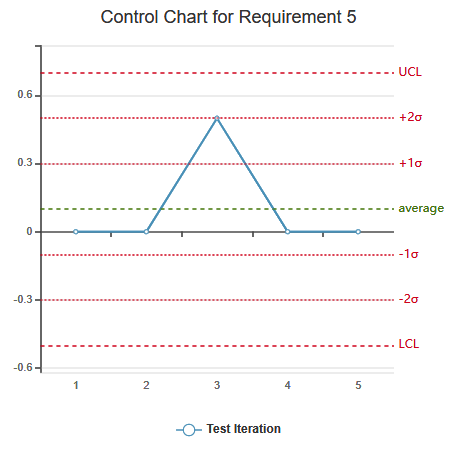 Control Chart for Requirement 5
UCL
0.6
+2σ
0.3
+1σ
average
0
-1σ
-0.3
-2σ
LCL
-0.6
1 2 3 4 5
Test Iteration